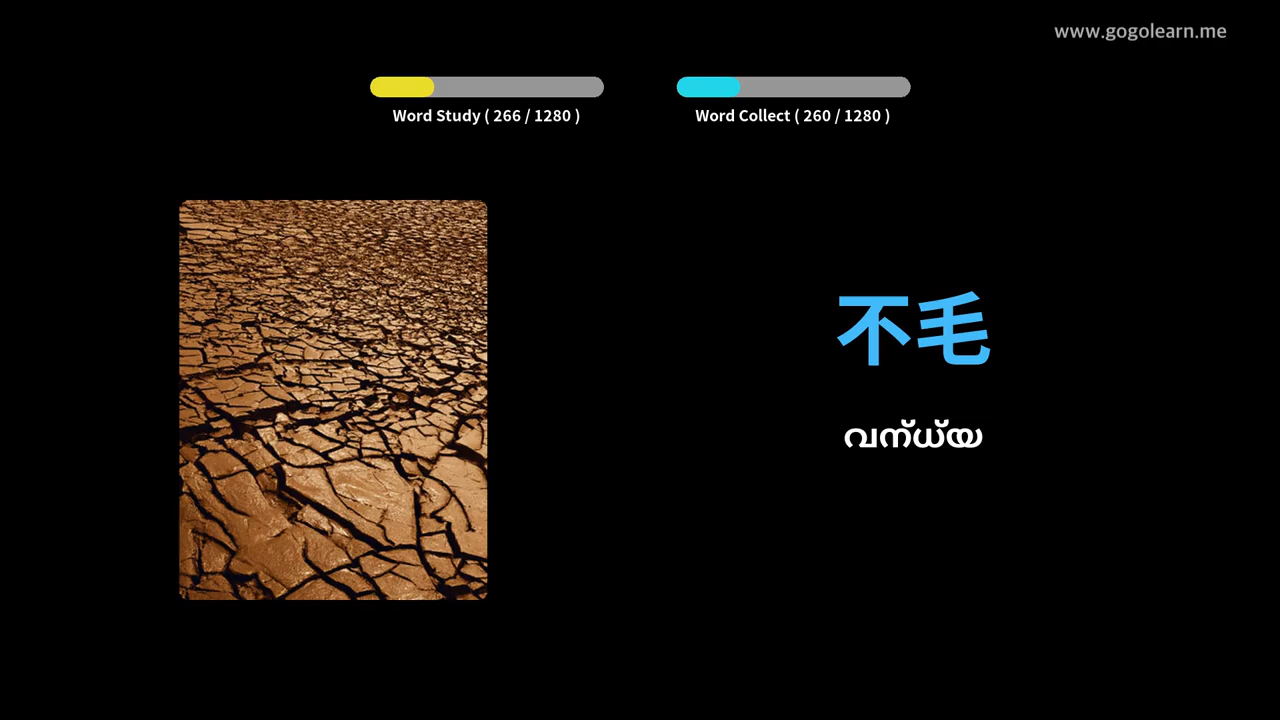 www.gogolearn.me
Word Study ( 266 / 1280 )
Word Collect ( 260 / 1280 )
不毛
വന്ധ്യ